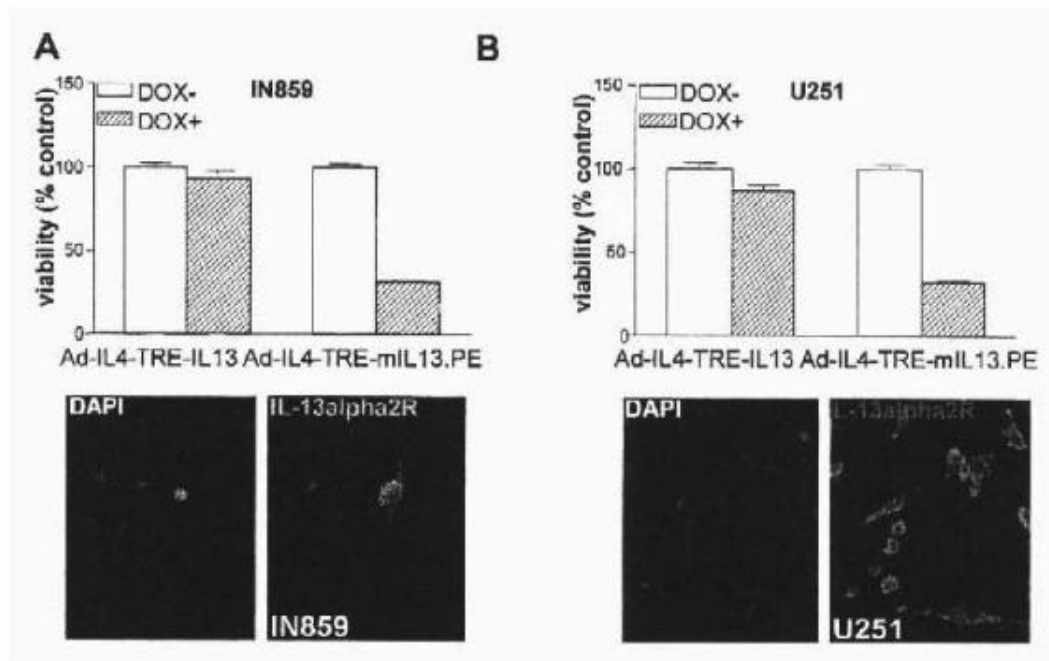 A
viability (% control)
150
100
50
0
DOX-
DOX+
IN859
Ad-IL4-TRE-IL13 Ad-IL4-TRE-mIL13.PE
DAPI
IL-13alpha2R
IN859
B
viability (% control)
150
100
50
0
DOX-
DOX+
U251
Ad-IL4-TRE-IL13 Ad-IL4-TRE-mIL13.PE
DAPI
IL-13alpha2R
U251